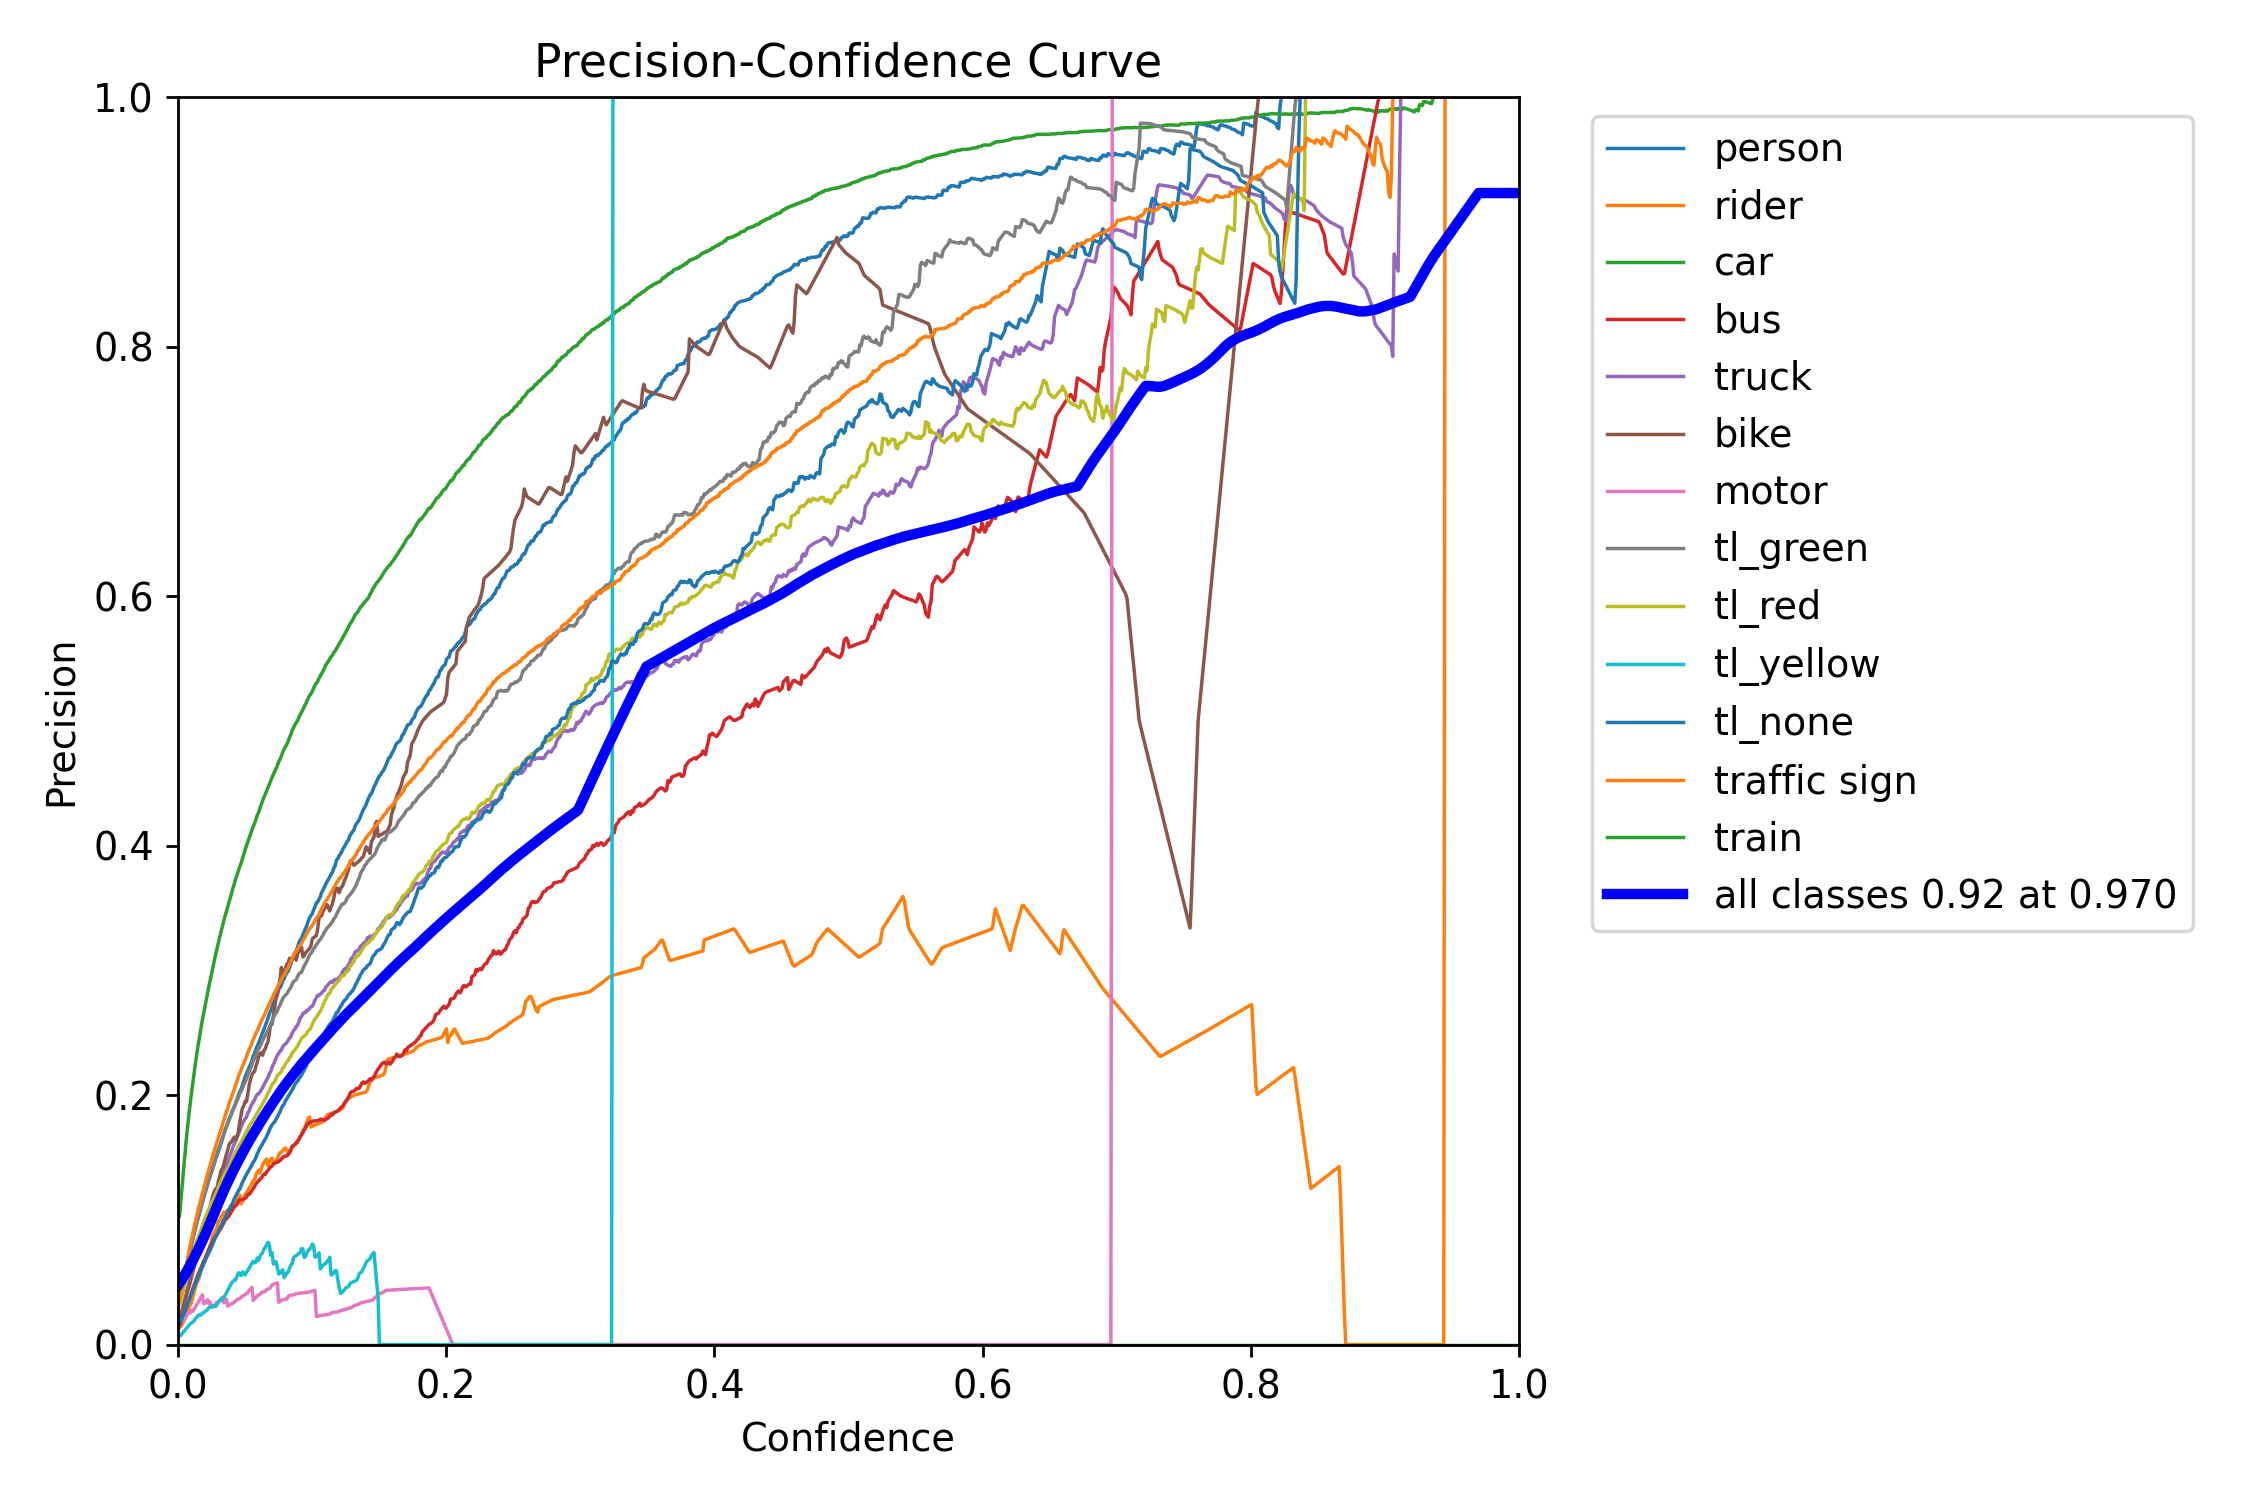 Precision-Confidence Curve
1.0
0.8
0.6
0.4
0.2
0.0
Precision
0.0 0.2 0.4 0.6 0.8 1.0
Confidence
person
rider
car
bus
truck
bike
motor
tl_green
tl_red
tl_yellow
tl_none
traffic sign
train
all classes 0.92 at 0.970